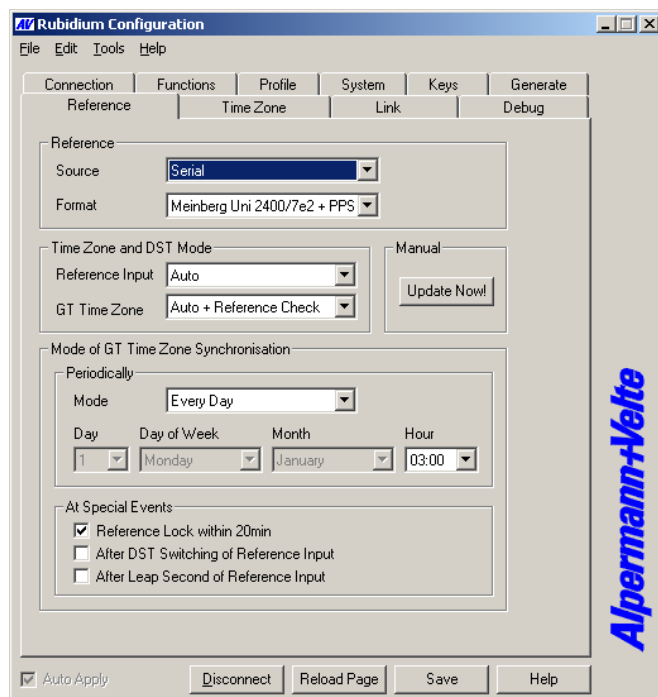 AV Rubidium Configuration
File Edit Tools Help
Connection Functions Profile System Keys Generate
Reference Time Zone Link Debug
Reference
Source Serial
Format Meinberg Uni 2400/7e2 + PPS
Time Zone and DST Mode
Manual
Reference Input Auto
Update Now!
GT Time Zone Auto + Reference Check
Mode of GT Time Zone Synchronisation
Periodically
Mode Every Day
Day Day of Week Month Hour
1 Monday January 03:00
At Special Events
Reference Lock within 20min
After DST Switching of Reference Input
After Leap Second of Reference Input
Alpermann+Velte
Auto Apply Disconnect Reload Page Save Help